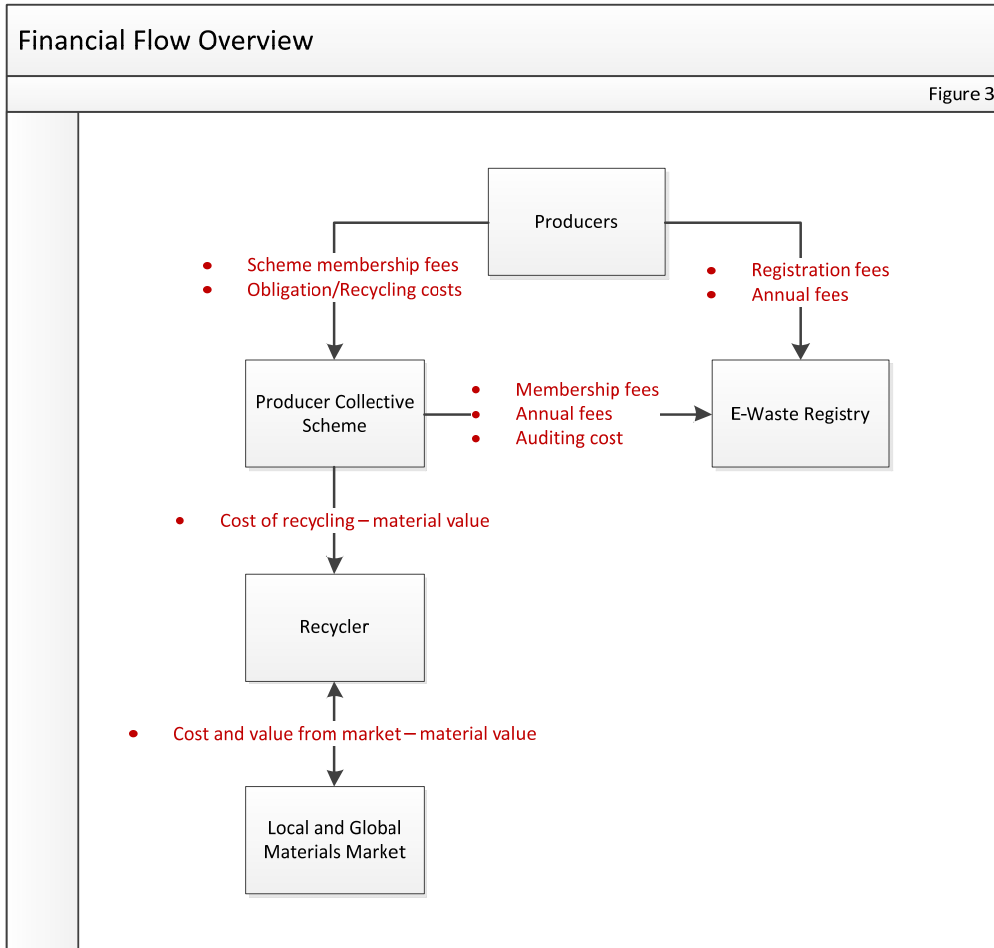 Financial Flow Overview
Figure 3
Producers
• Scheme membership fees
• Obligation/Recycling costs
• Registration fees
• Annual fees
Producer Collective
Scheme
• Membership fees
• Annual fees
• Auditing cost
E-Waste Registry
• Cost of recycling – material value
Recycler
• Cost and value from market – material value
Local and Global
Materials Market